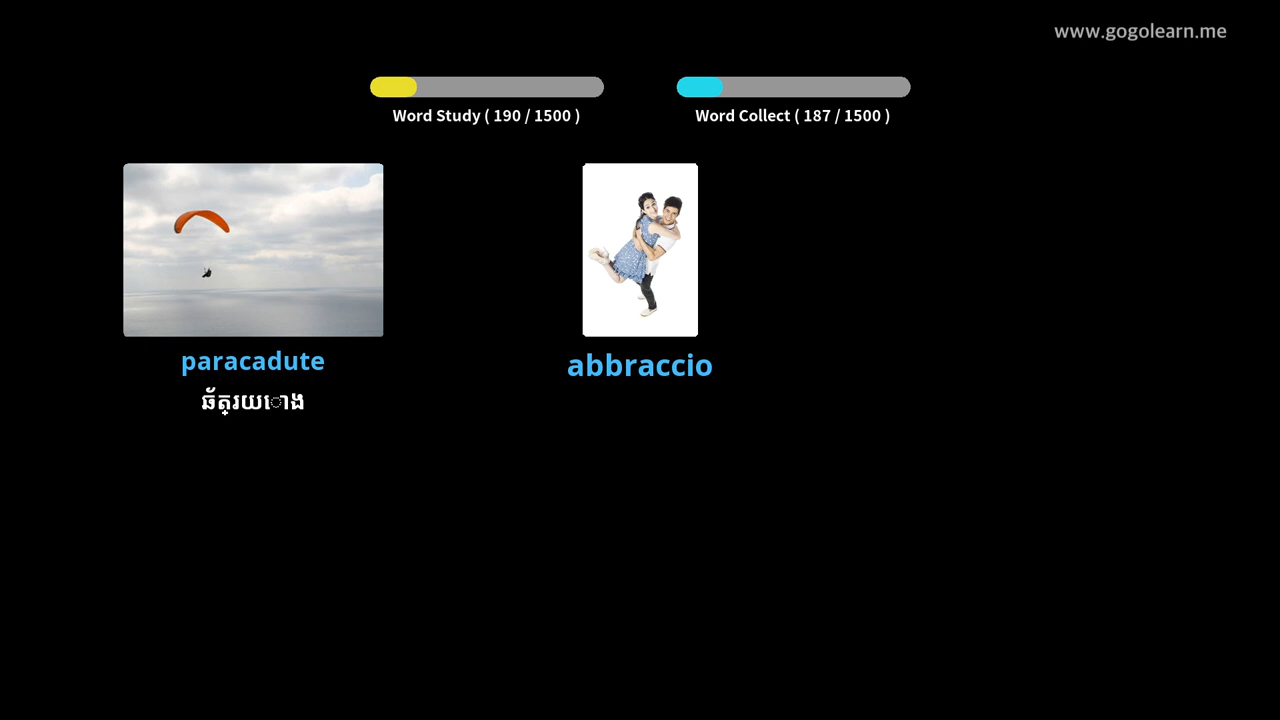 www.gogolearn.me
Word Study ( 190 / 1500 )
Word Collect ( 187 / 1500 )
paracadute
abbraccio
ឆ័ត្រយោង